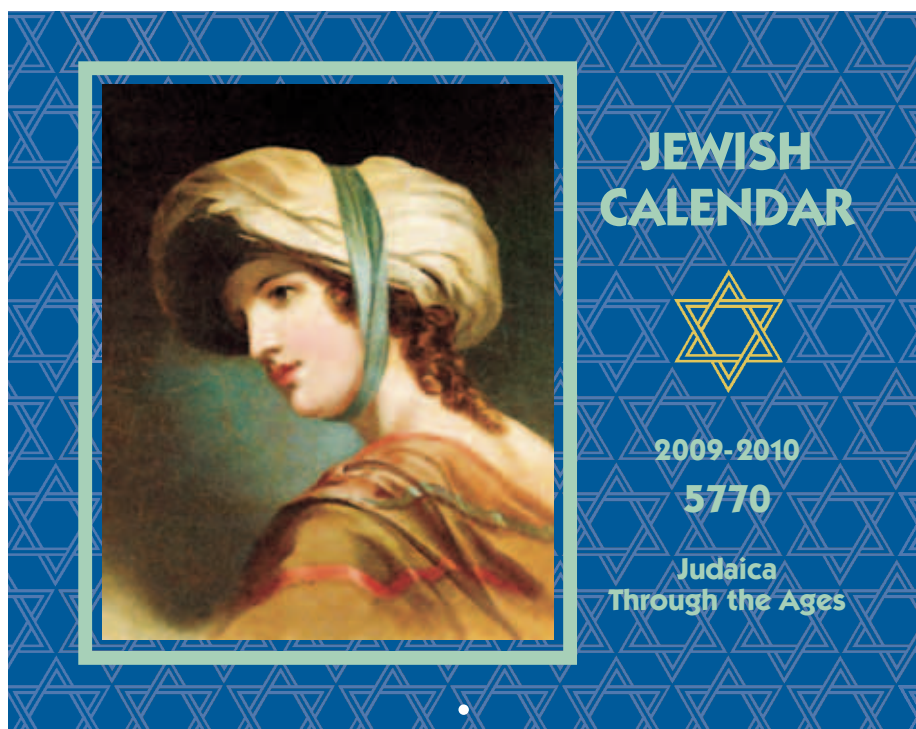 JEWISH
CALENDAR
2009-2010
5770
Judaica
Through the Ages